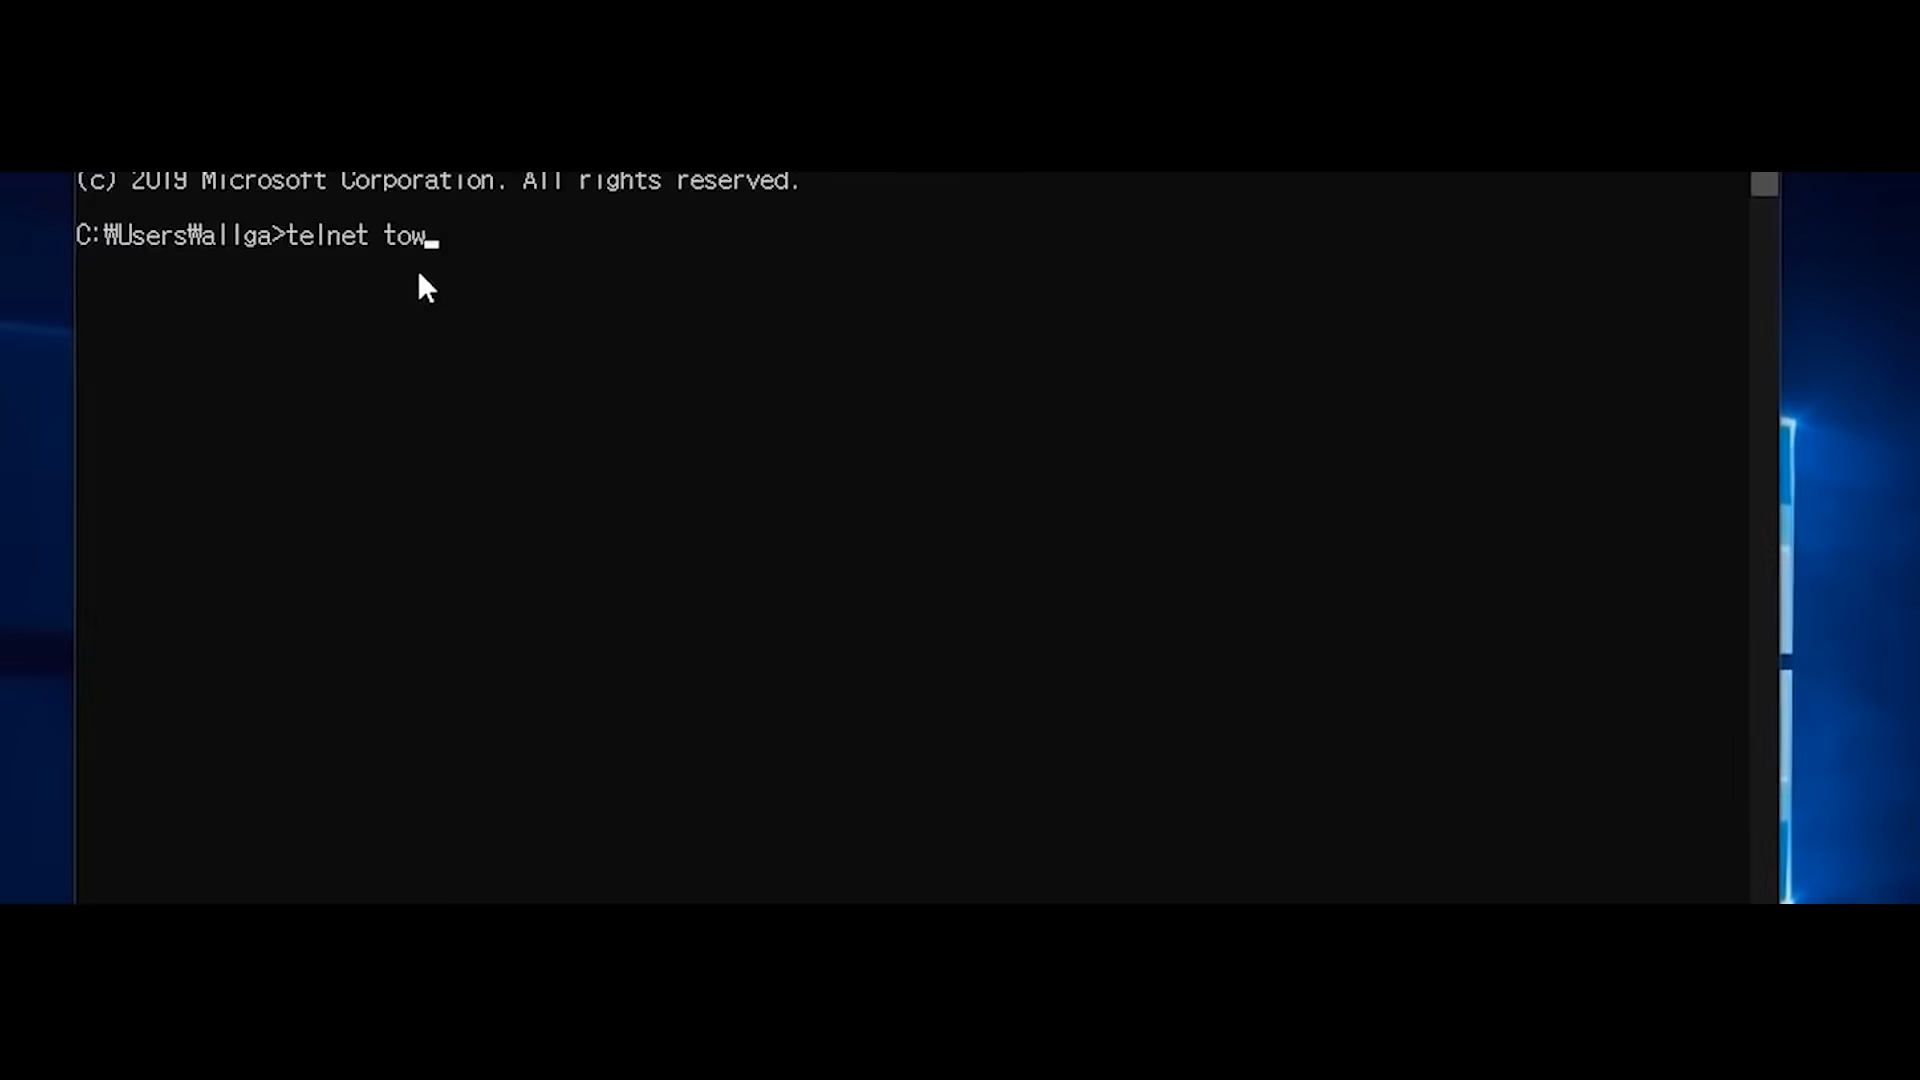 (c) 2019 Microsoft Corporation. All rights reserved.
C:₩Users₩allga>telnet tow